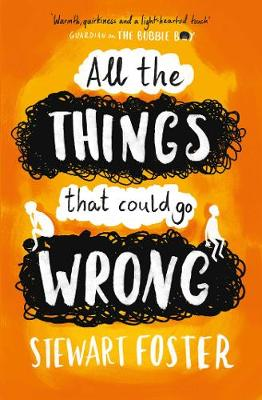 'Warmth, quirkiness and a light-hearted touch'
GUARDIAN on THE BUBBLE BOY
All the
THINGS
that could go
WRONG
STEWART FOSTER